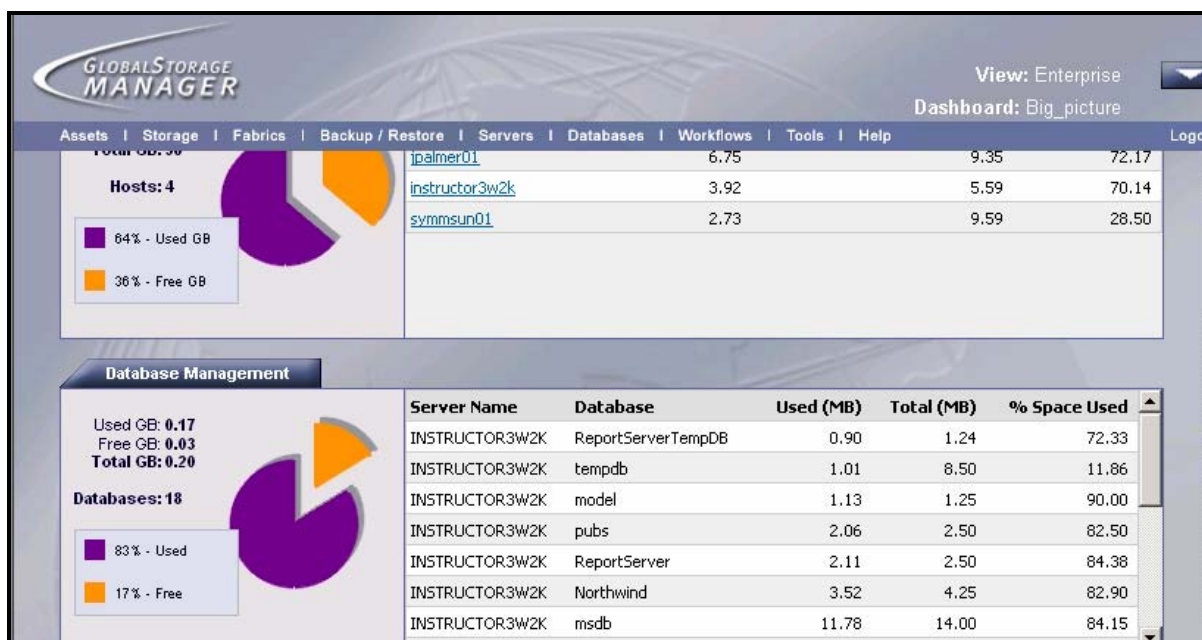 GLOBALSTORAGE
MANAGER
View: Enterprise
Dashboard: Big_picture
Assets | Storage | Fabrics | Backup / Restore | Servers | Databases | Workflows | Tools | Help Logo
jpalmer01 6.75 9.35 72.17
Hosts: 4
instructor3w2k 3.92 5.59 70.14
symmsun01 2.73 9.59 28.50
64% - Used GB
36% - Free GB
Database Management
Server Name Database Used (MB) Total (MB) % Space Used
Used GB: 0.17
Free GB: 0.03
Total GB: 0.20
Databases: 18
83% - Used
17% - Free
INSTRUCTOR3W2K ReportServerTempDB 0.90 1.24 72.33
INSTRUCTOR3W2K tempdb 1.01 8.50 11.86
INSTRUCTOR3W2K model 1.13 1.25 90.00
INSTRUCTOR3W2K pubs 2.06 2.50 82.50
INSTRUCTOR3W2K ReportServer 2.11 2.50 84.38
INSTRUCTOR3W2K Northwind 3.52 4.25 82.90
INSTRUCTOR3W2K msdb 11.78 14.00 84.15